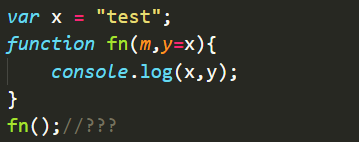 var x = "test";
function fn(m,y=x){
    console.log(x,y);
}
fn();//???